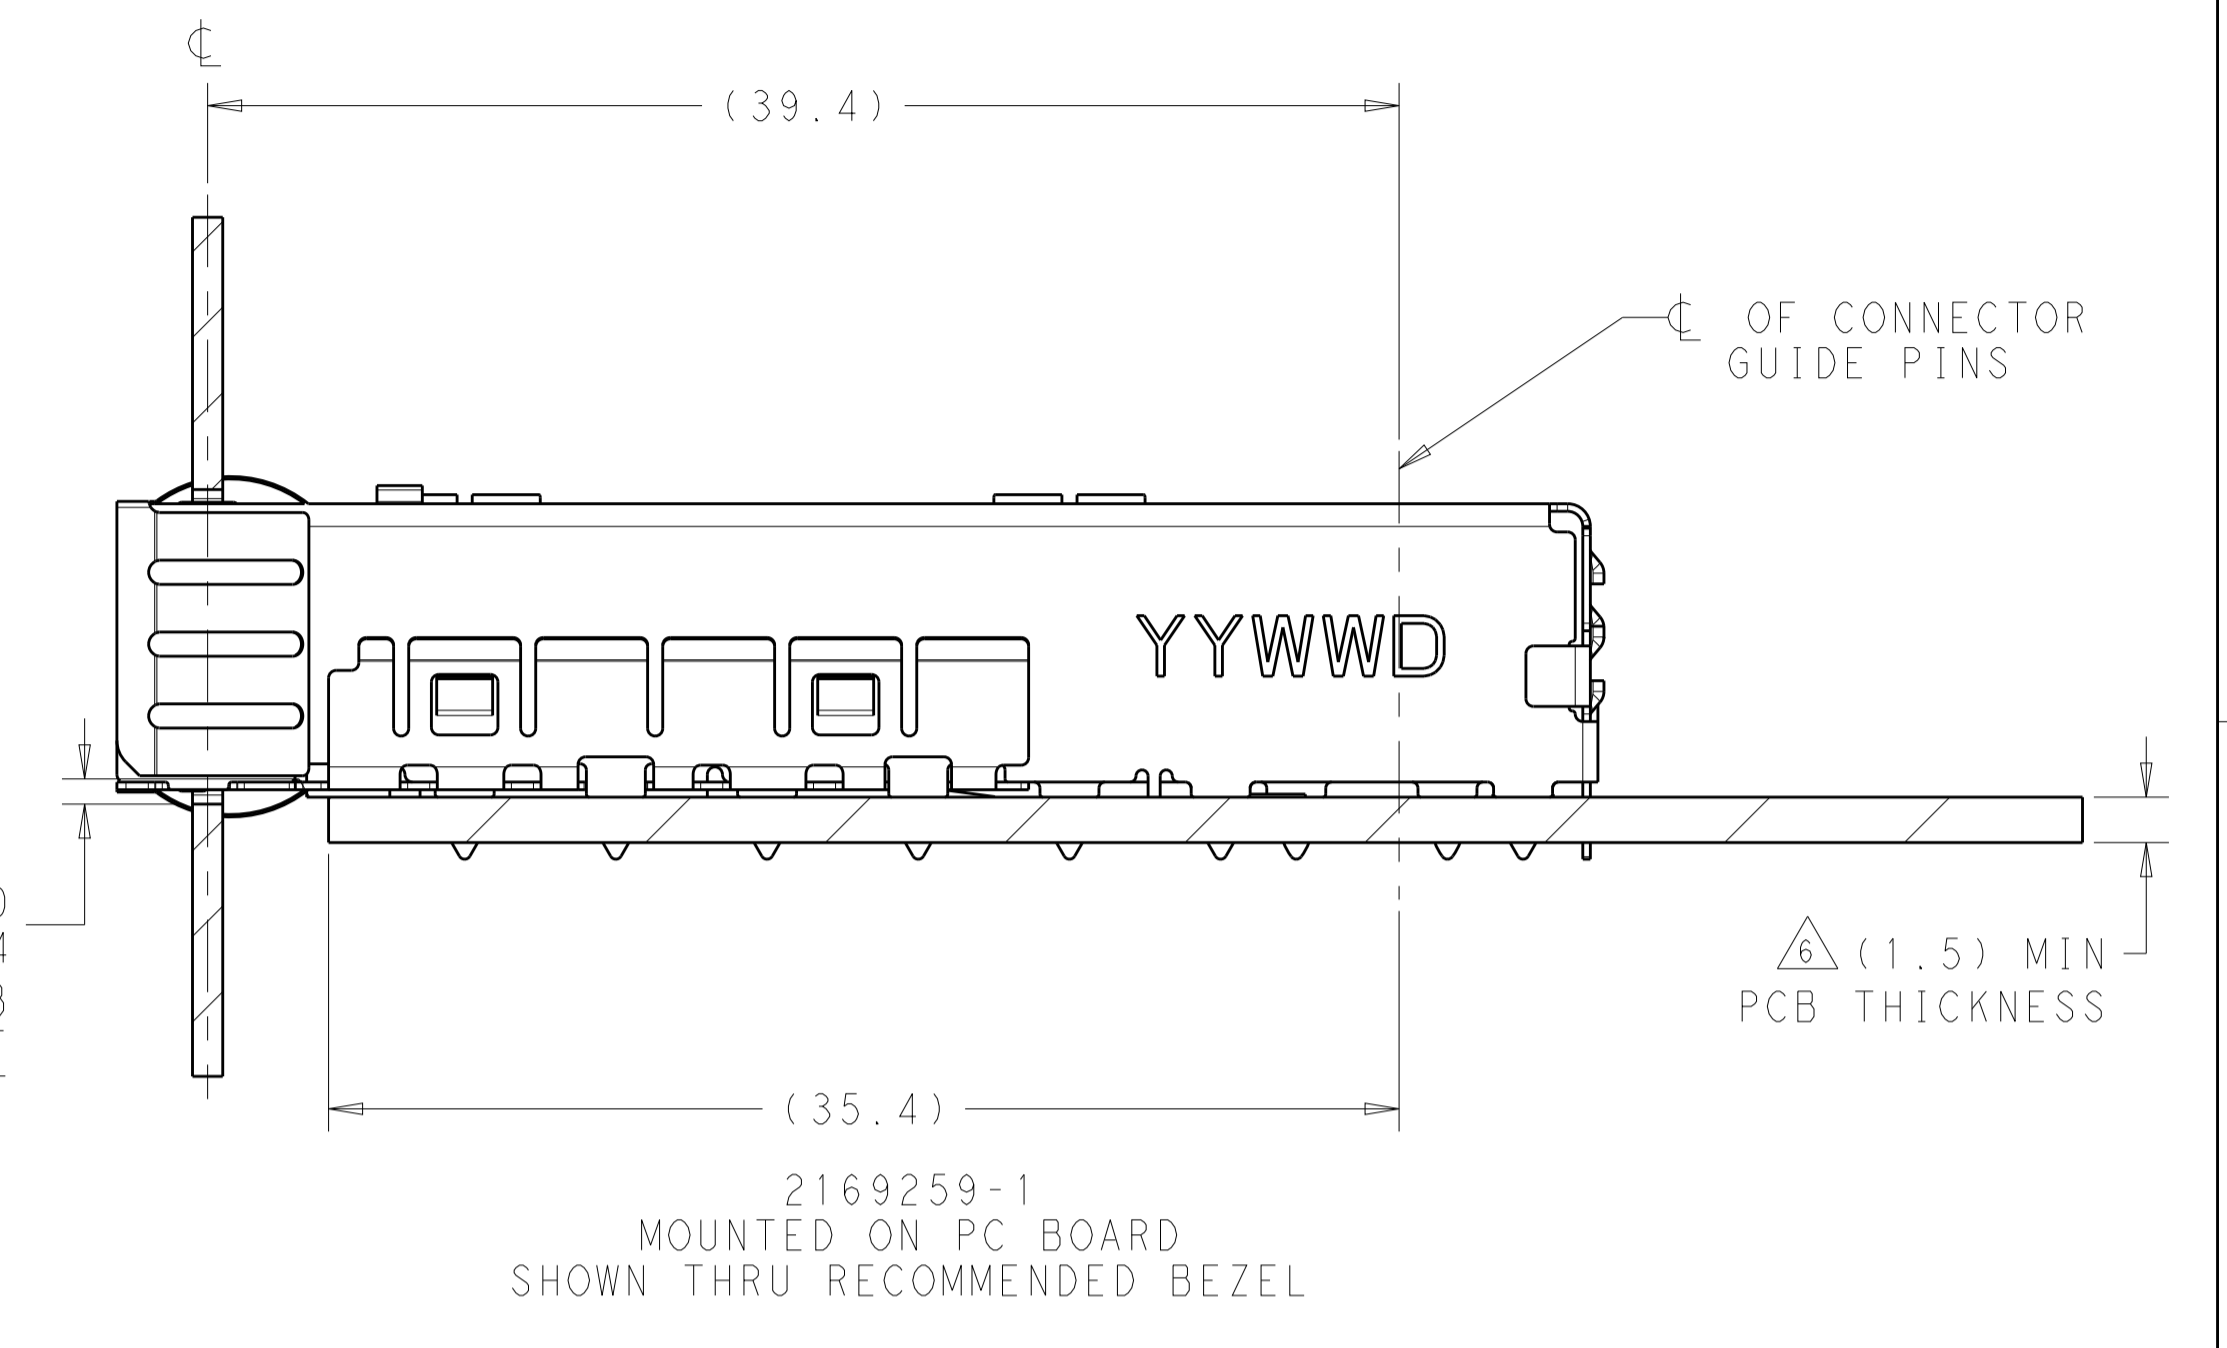 (39.4)
℄ OF CONNECTOR
GUIDE PINS
YYWWD
6 (1.5) MIN
PCB THICKNESS
(35.4)
2169259-1
MOUNTED ON PC BOARD
SHOWN THRU RECOMMENDED BEZEL